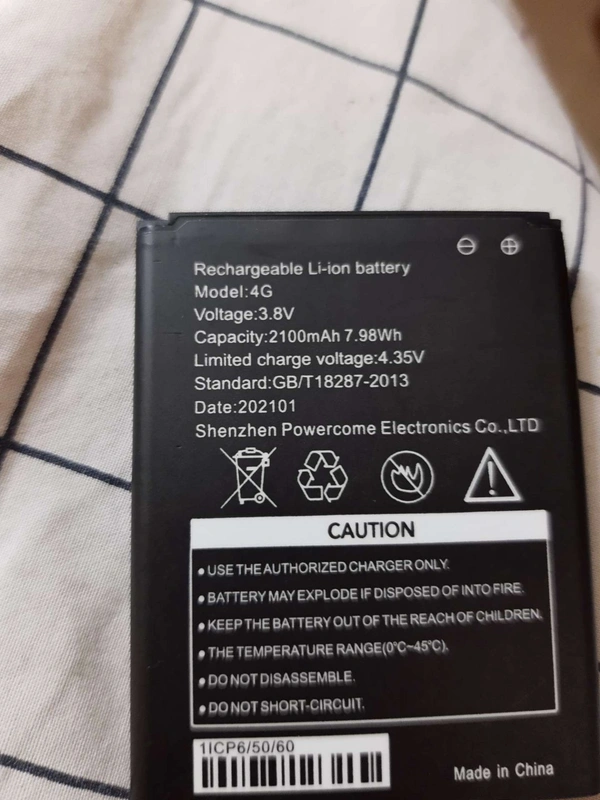 ⊖ ⊕
Rechargeable Li-ion battery
Model:4G
Voltage:3.8V
Capacity:2100mAh 7.98Wh
Limited charge voltage:4.35V
Standard:GB/T18287-2013
Date:202101
Shenzhen Powercome Electronics Co.,LTD
CAUTION
• USE THE AUTHORIZED CHARGER ONLY.
• BATTERY MAY EXPLODE IF DISPOSED OF INTO FIRE.
• KEEP THE BATTERY OUT OF THE REACH OF CHILDREN.
• THE TEMPERATURE RANGE(0°C~45°C).
• DO NOT DISASSEMBLE.
• DO NOT SHORT-CIRCUIT.
1ICP6/50/60
Made in China